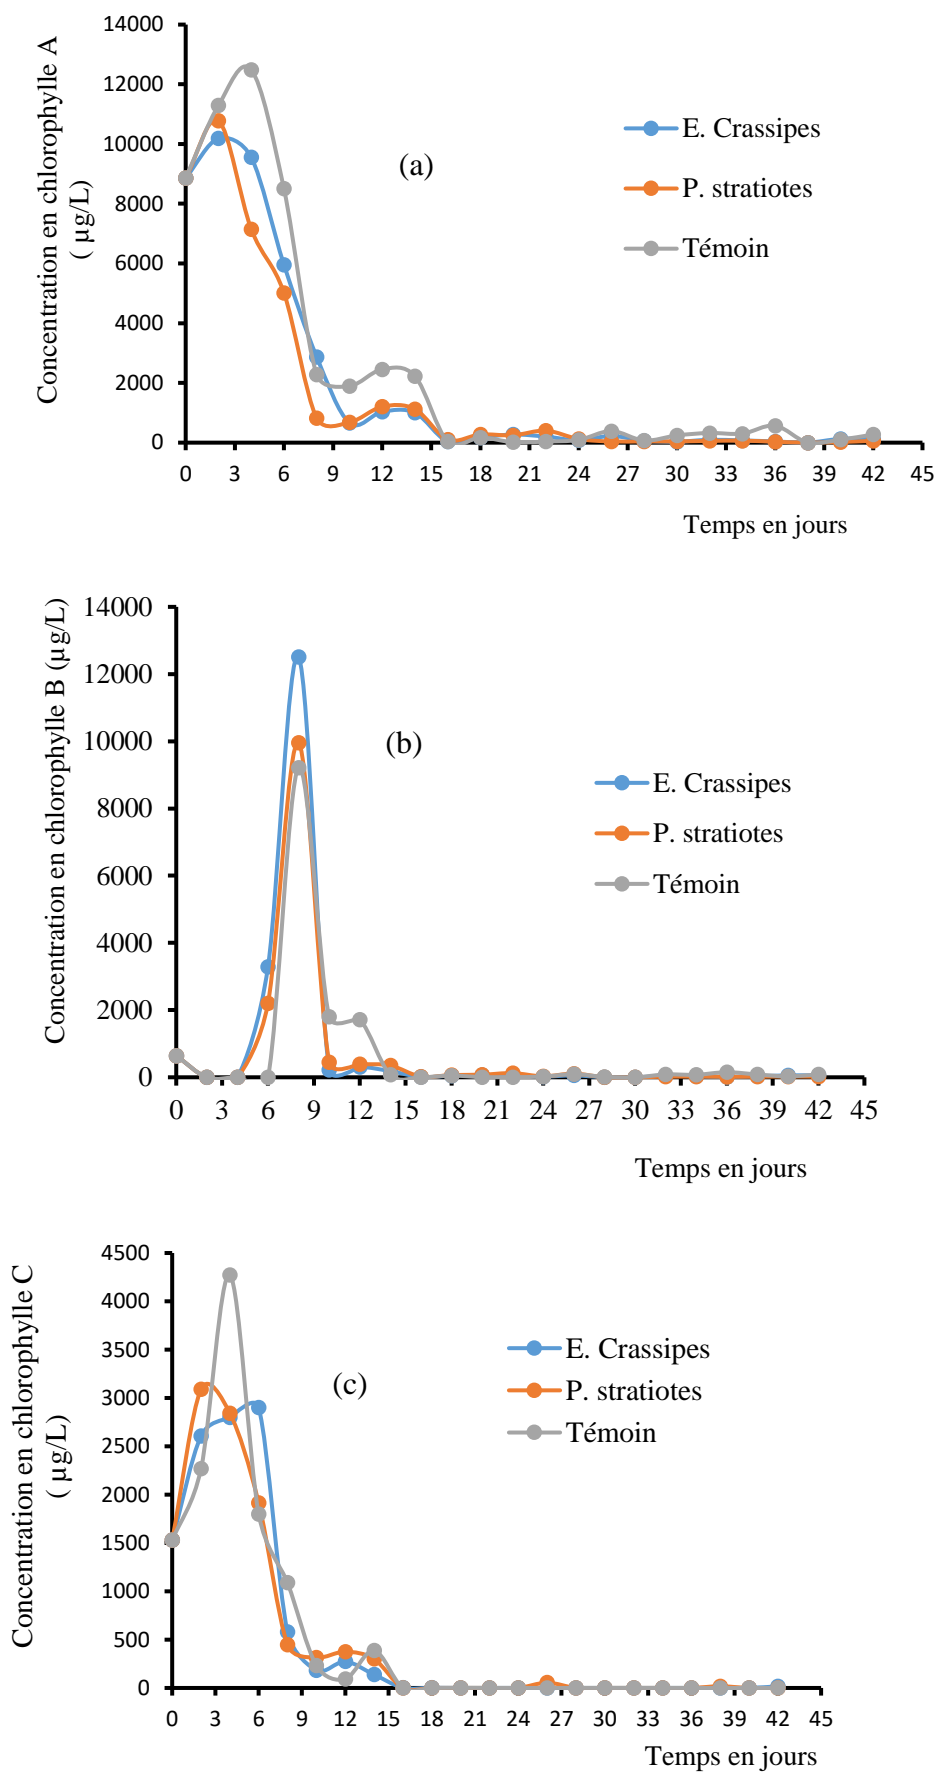 Concentration en chlorophylle A
( µg/L)
14000
12000
10000
8000
6000
4000
2000
0
0 3 6 9 12 15 18 21 24 27 30 33 36 39 42 45
(a)
E. Crassipes
P. stratiotes
Témoin
Temps en jours
Concentration en chlorophylle B (µg/L)
14000
12000
10000
8000
6000
4000
2000
0
0 3 6 9 12 15 18 21 24 27 30 33 36 39 42 45
(b)
E. Crassipes
P. stratiotes
Témoin
Temps en jours
Concentration en chlorophylle C
( µg/L)
4500
4000
3500
3000
2500
2000
1500
1000
500
0
0 3 6 9 12 15 18 21 24 27 30 33 36 39 42 45
(c)
E. Crassipes
P. stratiotes
Témoin
Temps en jours